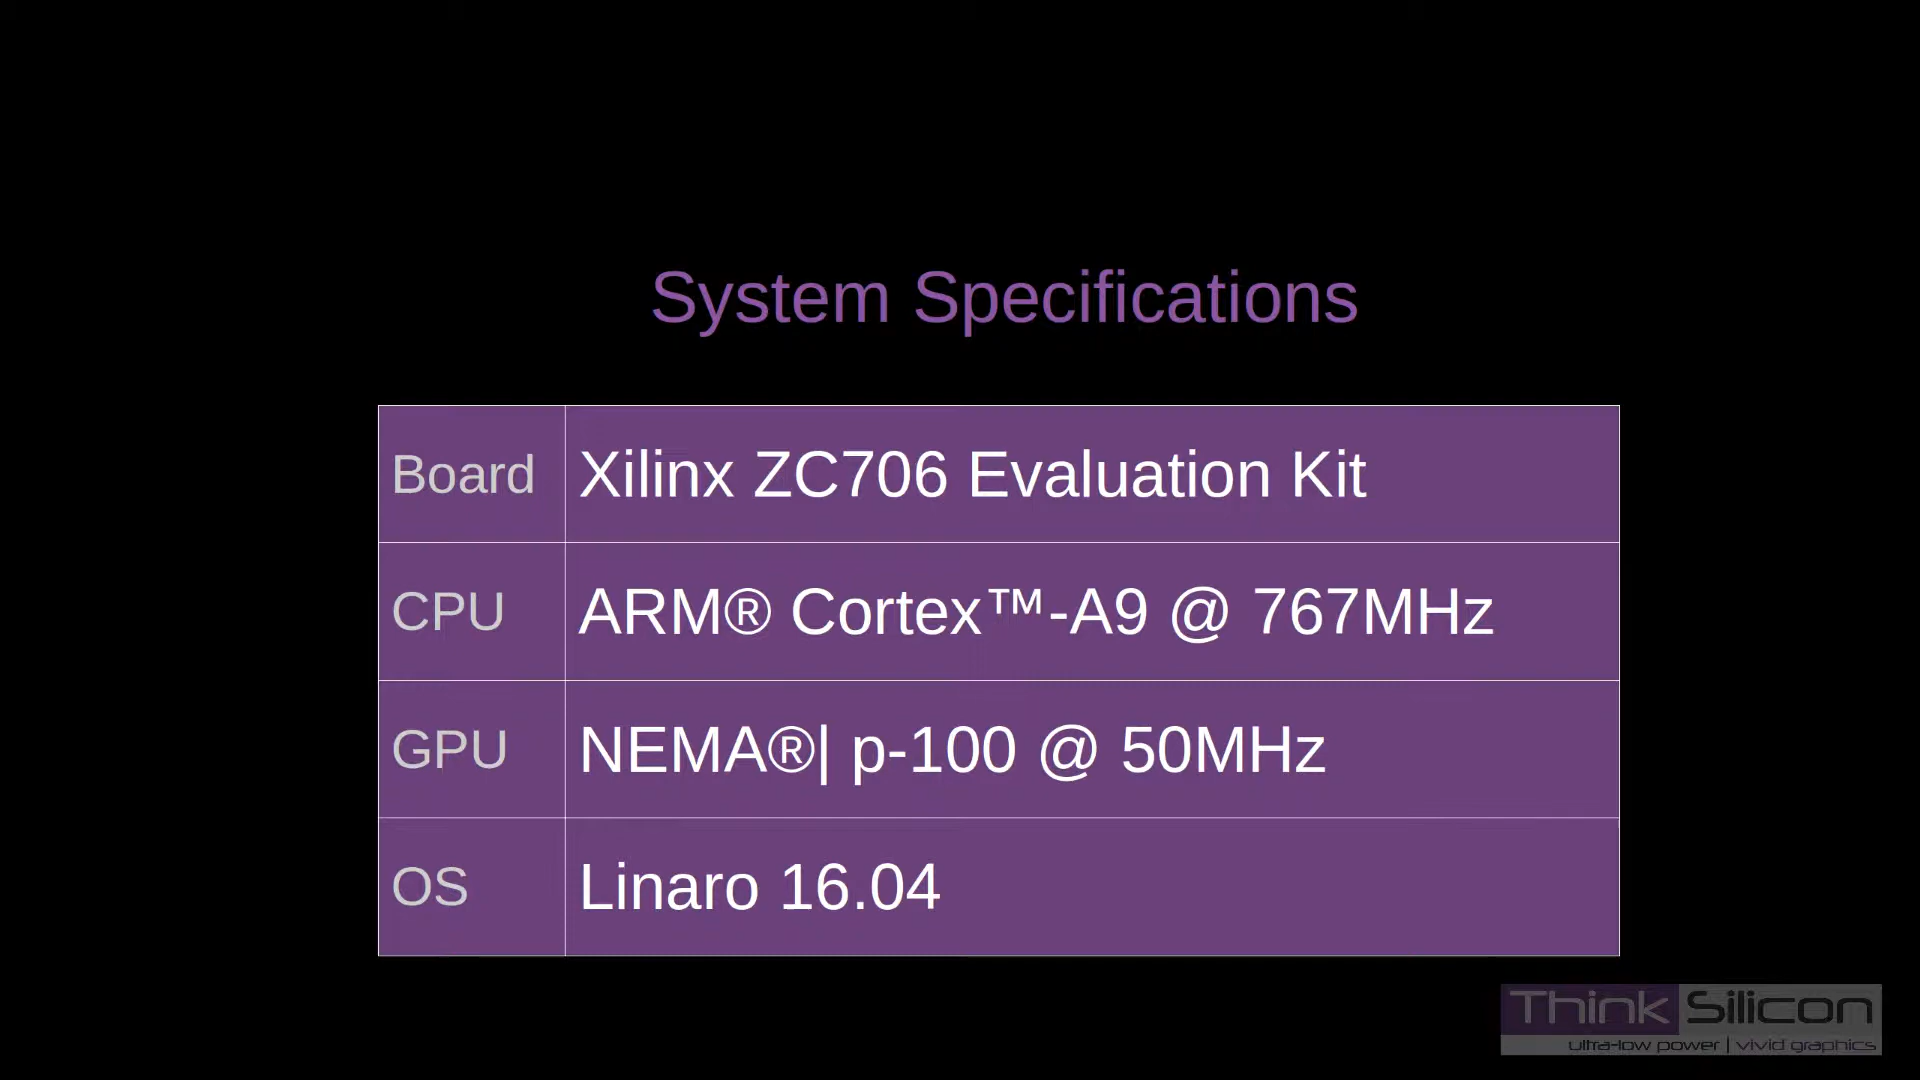 System Specifications
Board Xilinx ZC706 Evaluation Kit
CPU ARM® Cortex™-A9 @ 767MHz
GPU NEMA®| p-100 @ 50MHz
OS Linaro 16.04
Think Silicon
ultra-low power | vivid graphics